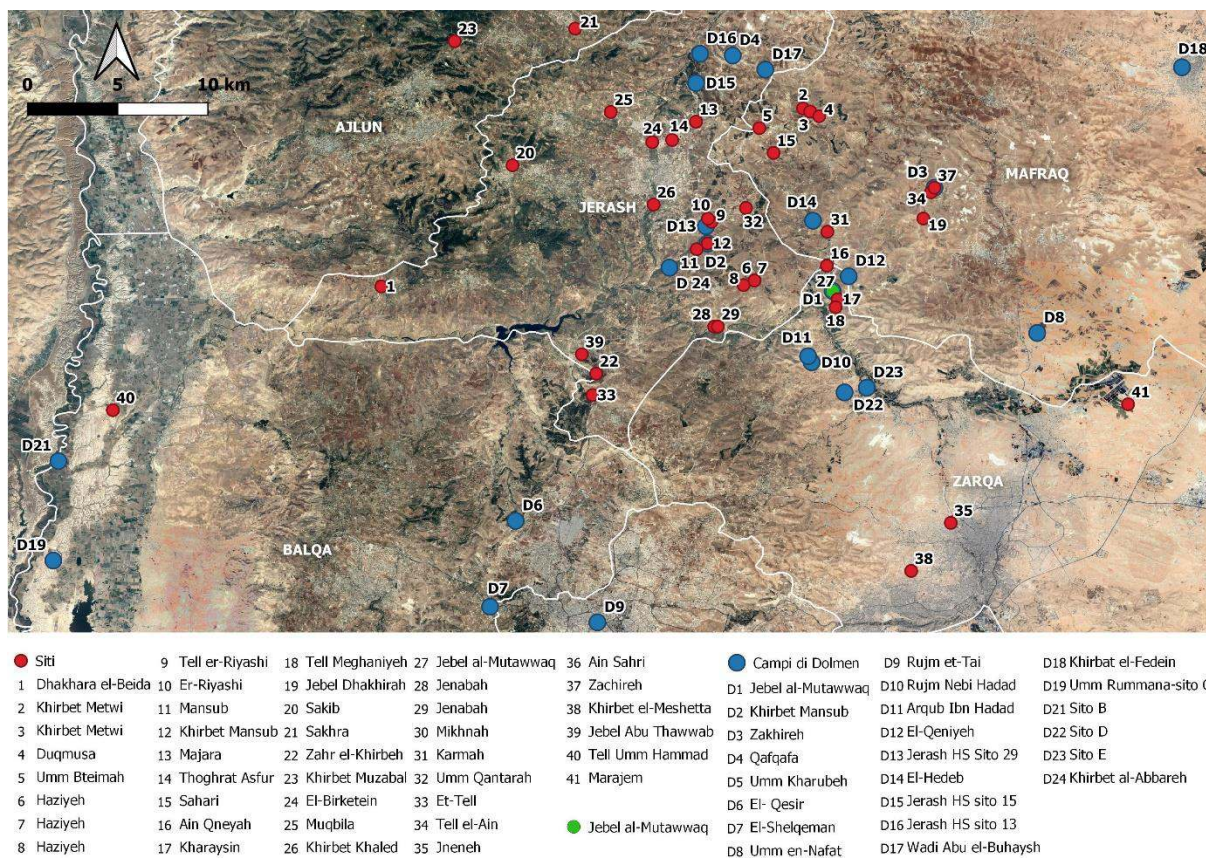 23
21
D16
D4
D17
D18
0
5
10 km
D15
25
13
2
3
4
5
AJLUN
24
14
15
20
D3
37
MAFRAQ
34
26
JERASH
10
9
32
D14
31
19
D13
12
11
D2
D 24
16
D12
1
8
6
7
27
D1
17
18
28
29
D8
39
D11
D10
22
D23
33
D22
40
41
D21
ZARQA
35
D6
D19
BALQA
38
D7
D9
Siti
1 Dhakhara el-Beida
2 Khirbet Metwi
3 Khirbet Metwi
4 Duqmusa
5 Umm Bteimah
6 Haziyeh
7 Haziyeh
8 Haziyeh
9 Tell er-Riyashi
10 Er-Riyashi
11 Mansub
12 Khirbet Mansub
13 Majara
14 Thoghrat Asfur
15 Sahari
16 Ain Qneyah
17 Kharaysin
18 Tell Meghaniyeh
19 Jebel Dhakhirah
20 Sakib
21 Sakhra
22 Zahr el-Khirbeh
23 Khirbet Muzabal
24 El-Birketein
25 Muqbila
26 Khirbet Khaled
27 Jebel al-Mutawwaq
28 Jenabah
29 Jenabah
30 Mikhnah
31 Karmah
32 Umm Qantarah
33 Et-Tell
34 Tell el-Ain
35 Jneneh
36 Ain Sahri
37 Zachireh
38 Khirbet el-Meshetta
39 Jebel Abu Thawwab
40 Tell Umm Hammad
41 Marajem
Jebel al-Mutawwaq
Campi di Dolmen
D1 Jebel al-Mutawwaq
D2 Khirbet Mansub
D3 Zakhireh
D4 Qafqafa
D5 Umm Kharubeh
D6 El- Qesir
D7 El-Shelqeman
D8 Umm en-Nafat
D9 Rujm et-Tai
D10 Rujm Nebi Hadad
D11 Arqub Ibn Hadad
D12 El-Qeniyeh
D13 Jerash HS Sito 29
D14 El-Hedeb
D15 Jerash HS sito 15
D16 Jerash HS sito 13
D17 Wadi Abu el-Buhaysh
D18 Khirbat el-Fedein
D19 Umm Rummana-sito
D21 Sito B
D22 Sito D
D23 Sito E
D24 Khirbet al-Abbareh